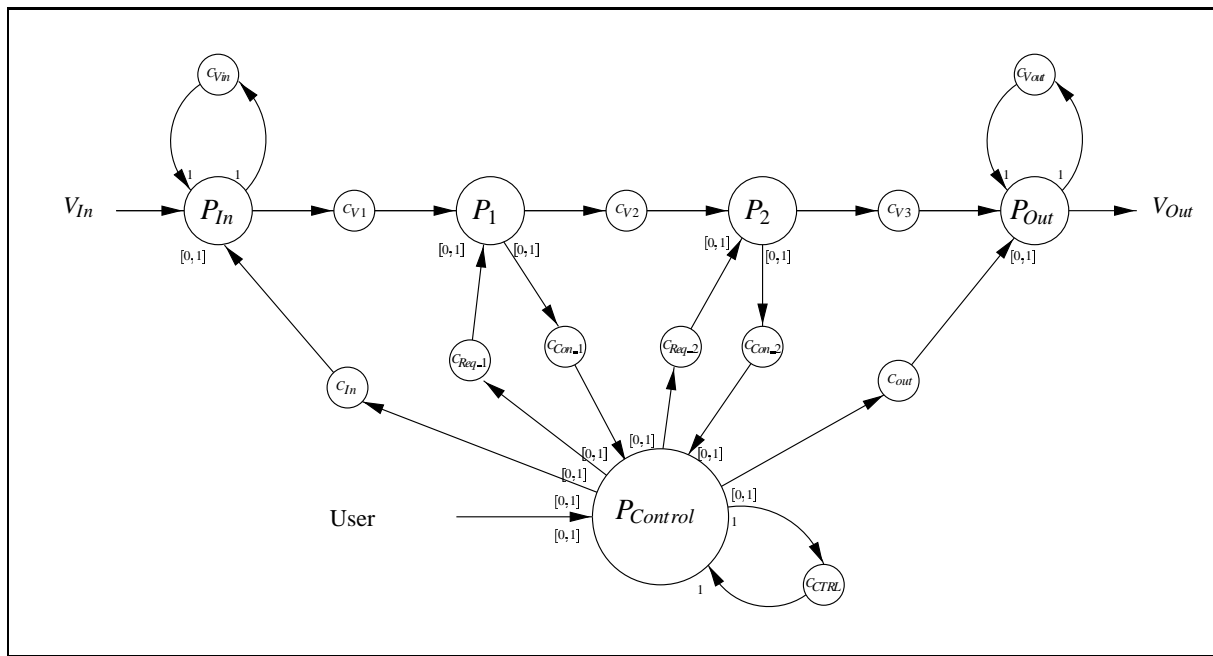 C_Vin
C_Vout
1 1
1 1
V_In P_In C_V1 P_1 C_V2 P_2 C_V3 P_Out V_Out
[0,1] [0,1] [0,1] [0,1] [0,1] [0,1]
C_Req_1 C_Con_1 C_Req_2 C_Con_2
C_In C_out
[0,1] [0,1] [0,1]
[0,1] [0,1]
[0,1]
User P_Control 1
[0,1]
1 C_CTRL